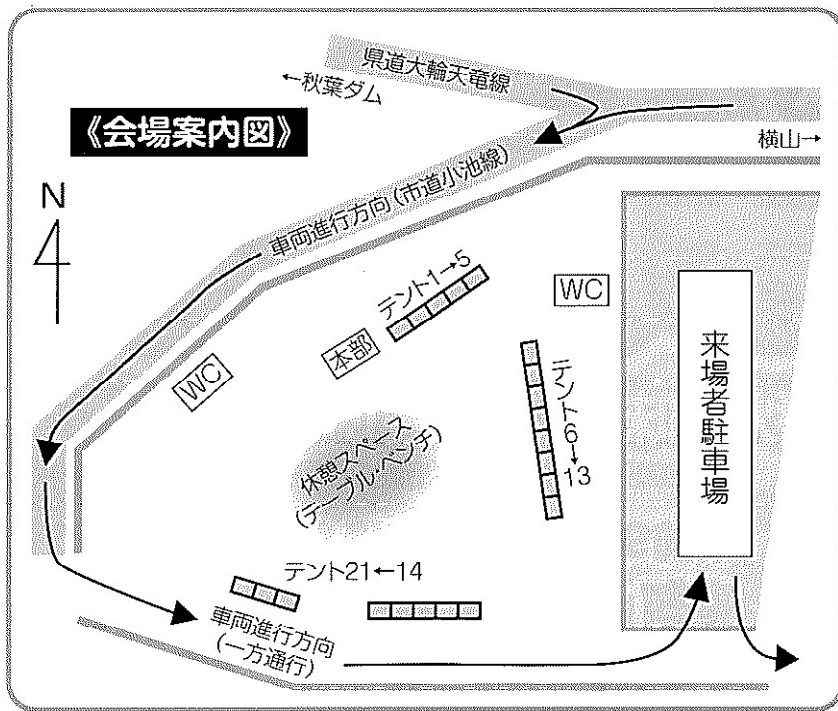 県道大輪天竜線
←秋葉ダム
《会場案内図》
横山→
N
車両進行方向(市道小池線)
テント1→5
WC
本部
WC
テント6→13
来場者駐車場
休憩スペース
(テーブル・ベンチ)
テント21←14
車両進行方向
(一方通行)